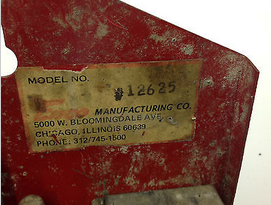 MODEL NO.
#12625
MANUFACTURING CO.
5000 W. BLOOMINGDALE AVE.
CHICAGO, ILLINOIS 60639
PHONE: 312/745-1500